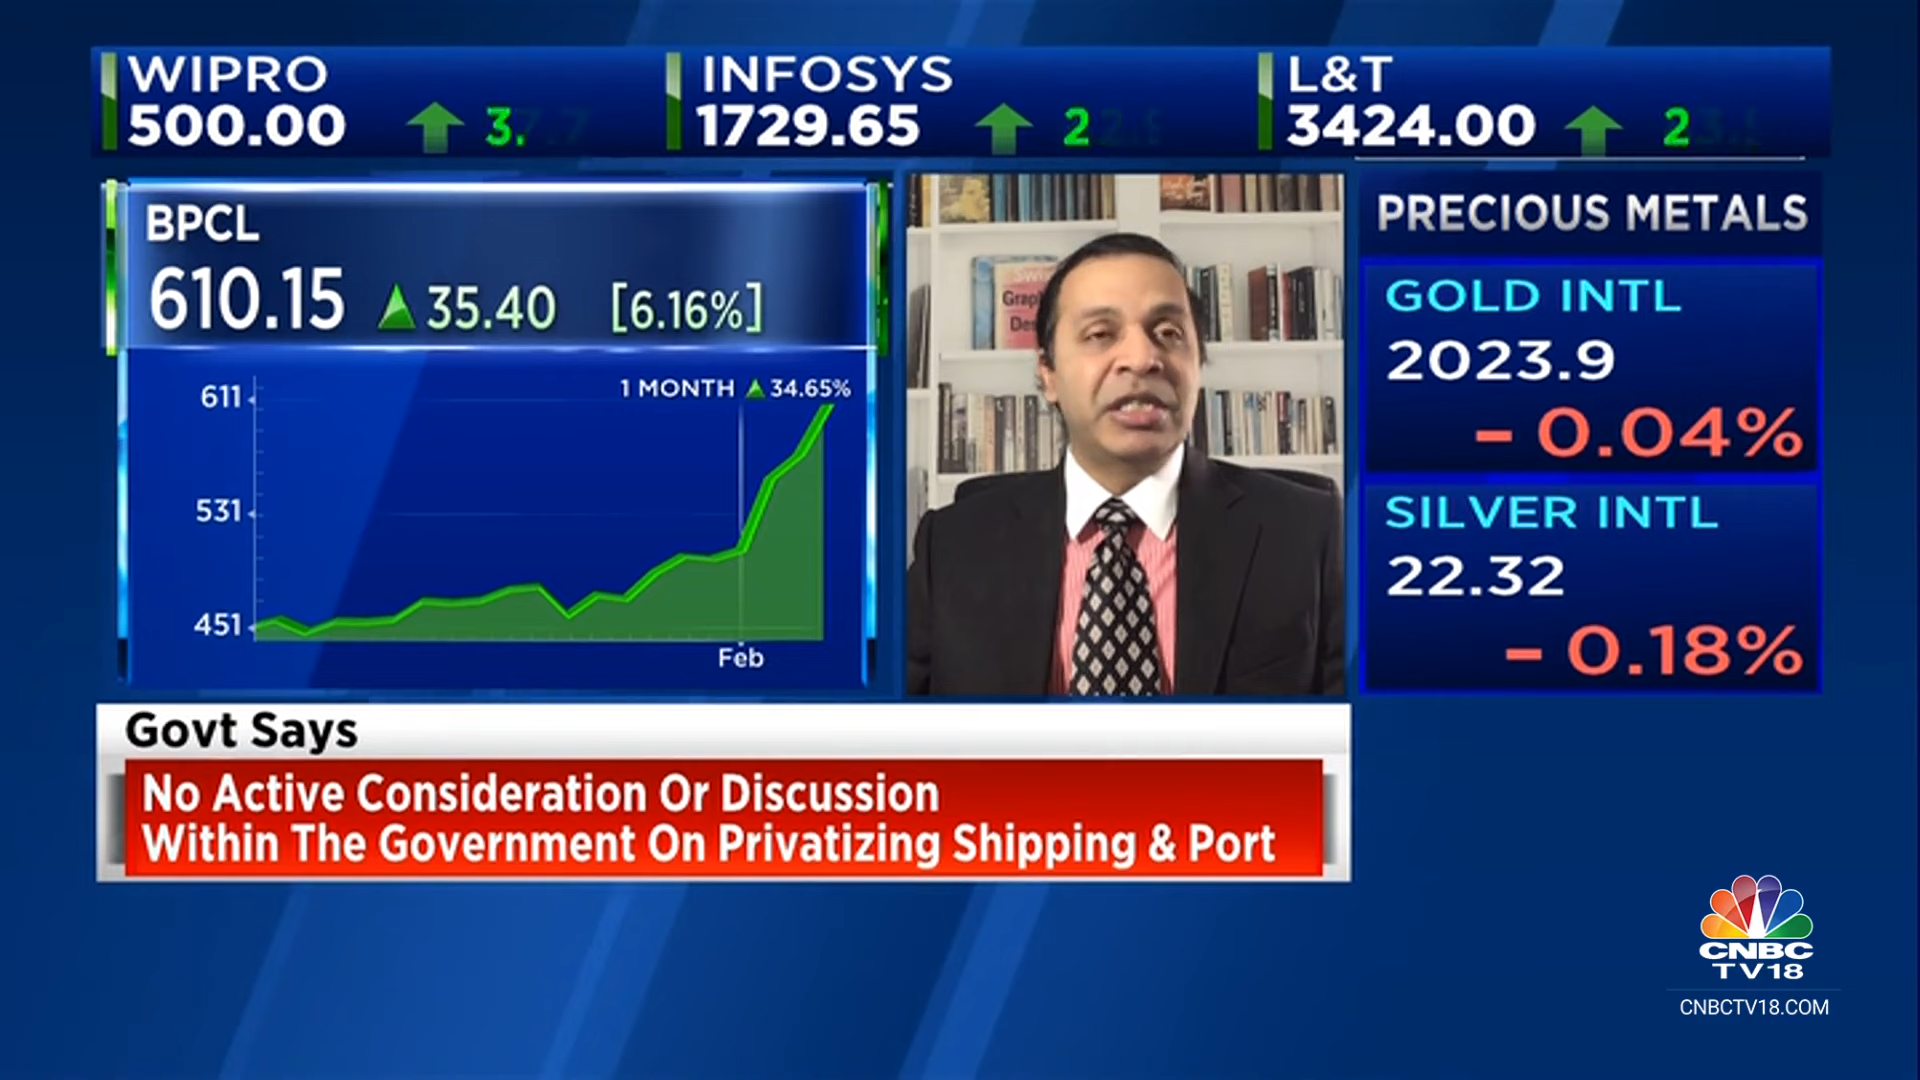 WIPRO
500.00 3.
INFOSYS
1729.65 2
L&T
3424.00 2
BPCL
610.15 35.40 [6.16%]
1 MONTH 34.65%
611
531
451
Feb
PRECIOUS METALS
GOLD INTL
2023.9
- 0.04%
SILVER INTL
22.32
- 0.18%
Govt Says
No Active Consideration Or Discussion
Within The Government On Privatizing Shipping & Port
CNBC
TV18
CNBCTV18.COM